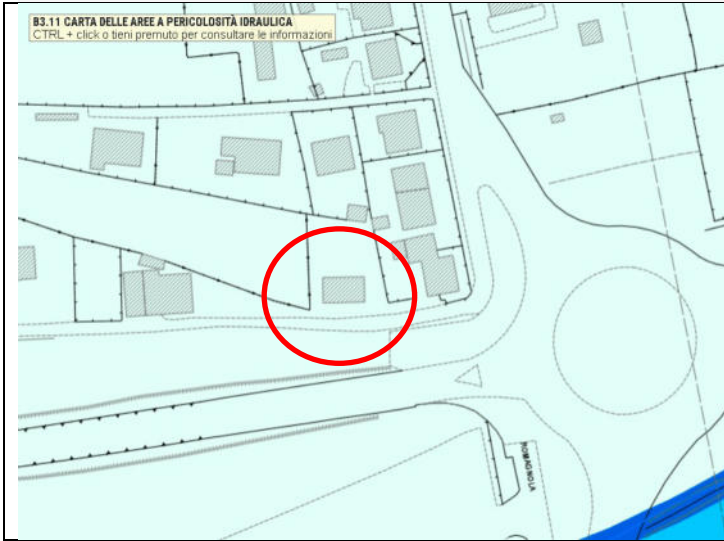 B3.11 CARTA DELLE AREE A PERICOLOSITÀ IDRAULICA
CTRL + click o tieni premuto per consultare le informazioni
ROMAGNOLA